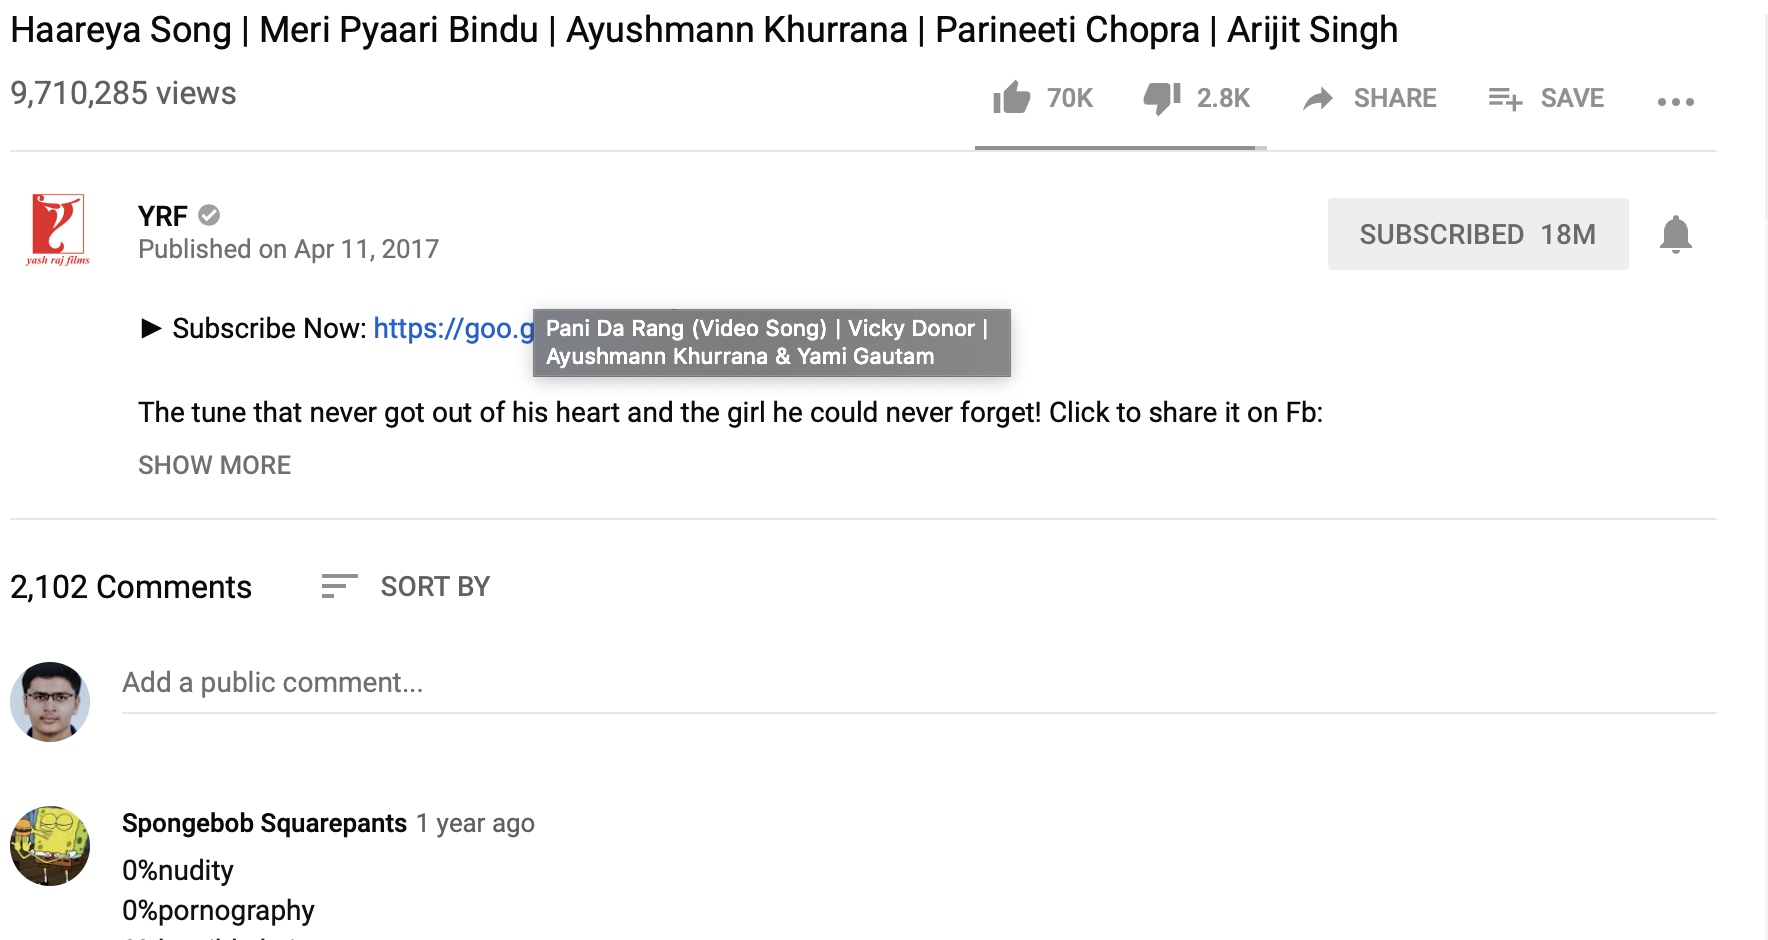 Haareya Song | Meri Pyaari Bindu | Ayushmann Khurrana | Parineeti Chopra | Arijit Singh
9,710,285 views
70K 2.8K SHARE SAVE
yash raj films
YRF
Published on Apr 11, 2017
SUBSCRIBED 18M
► Subscribe Now: https://goo.g
Pani Da Rang (Video Song) | Vicky Donor |
Ayushmann Khurrana & Yami Gautam
The tune that never got out of his heart and the girl he could never forget! Click to share it on Fb:
SHOW MORE
2,102 Comments SORT BY
Add a public comment...
Spongebob Squarepants 1 year ago
0%nudity
0%pornography